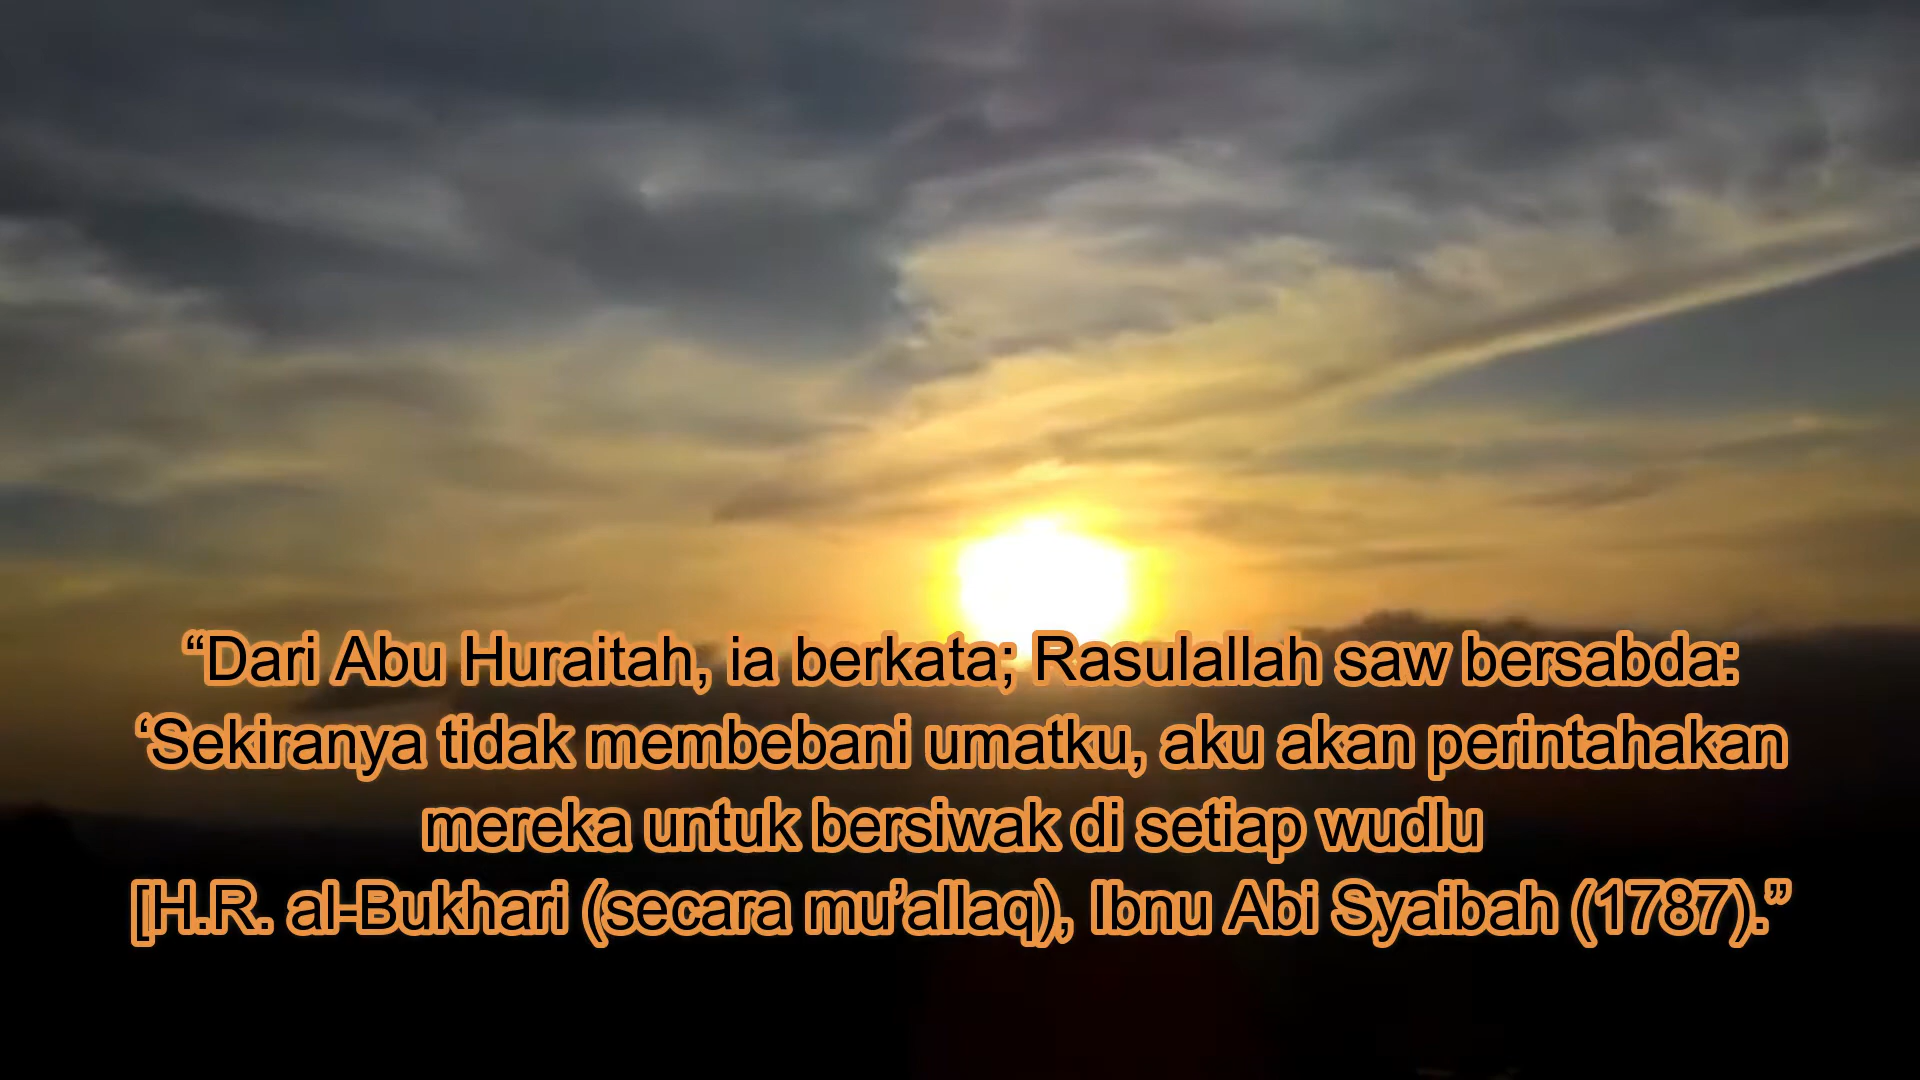 “Dari Abu Huraitah, ia berkata; Rasulallah saw bersabda:
‘Sekiranya tidak membebani umatku, aku akan perintahakan
mereka untuk bersiwak di setiap wudlu
[H.R. al-Bukhari (secara mu’allaq), Ibnu Abi Syaibah (1787).”